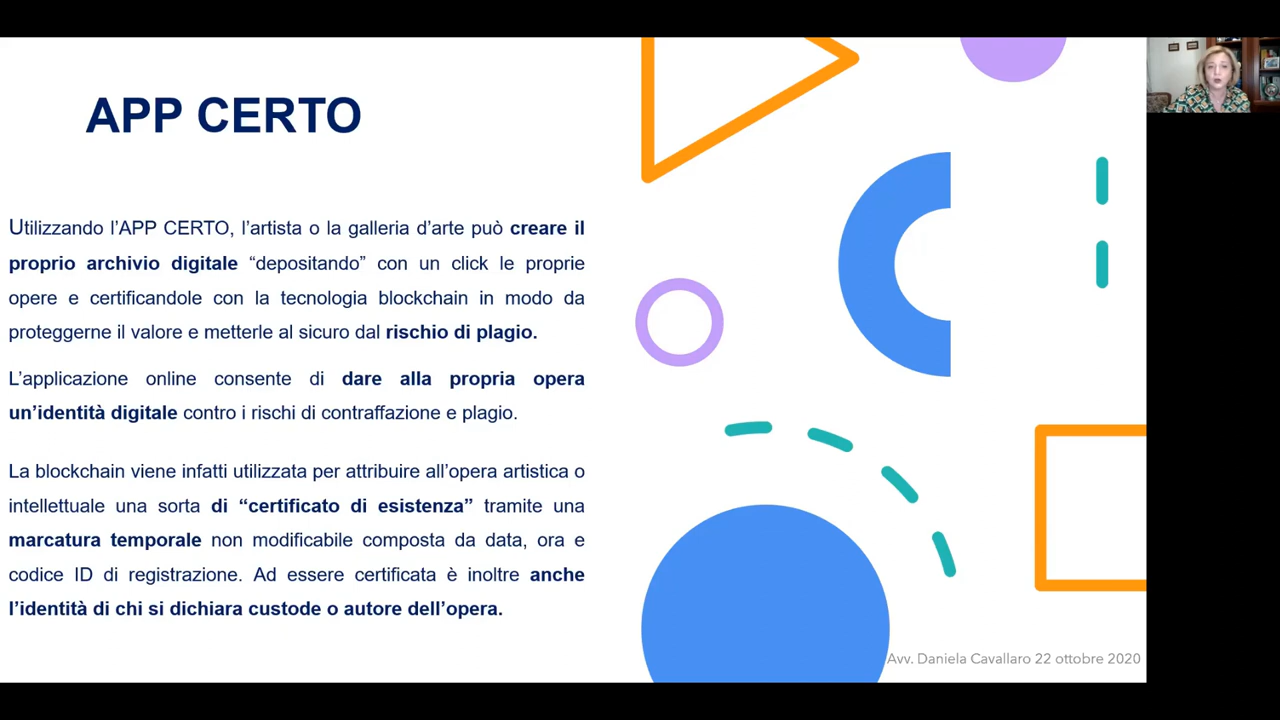 APP CERTO
Utilizzando l’APP CERTO, l’artista o la galleria d’arte può creare il
proprio archivio digitale “depositando” con un click le proprie
opere e certificandole con la tecnologia blockchain in modo da
proteggerne il valore e metterle al sicuro dal rischio di plagio.
L’applicazione online consente di dare alla propria opera
un’identità digitale contro i rischi di contraffazione e plagio.
La blockchain viene infatti utilizzata per attribuire all’opera artistica o
intellettuale una sorta di “certificato di esistenza” tramite una
marcatura temporale non modificabile composta da data, ora e
codice ID di registrazione. Ad essere certificata è inoltre anche
l’identità di chi si dichiara custode o autore dell’opera.
Avv. Daniela Cavallaro 22 ottobre 2020